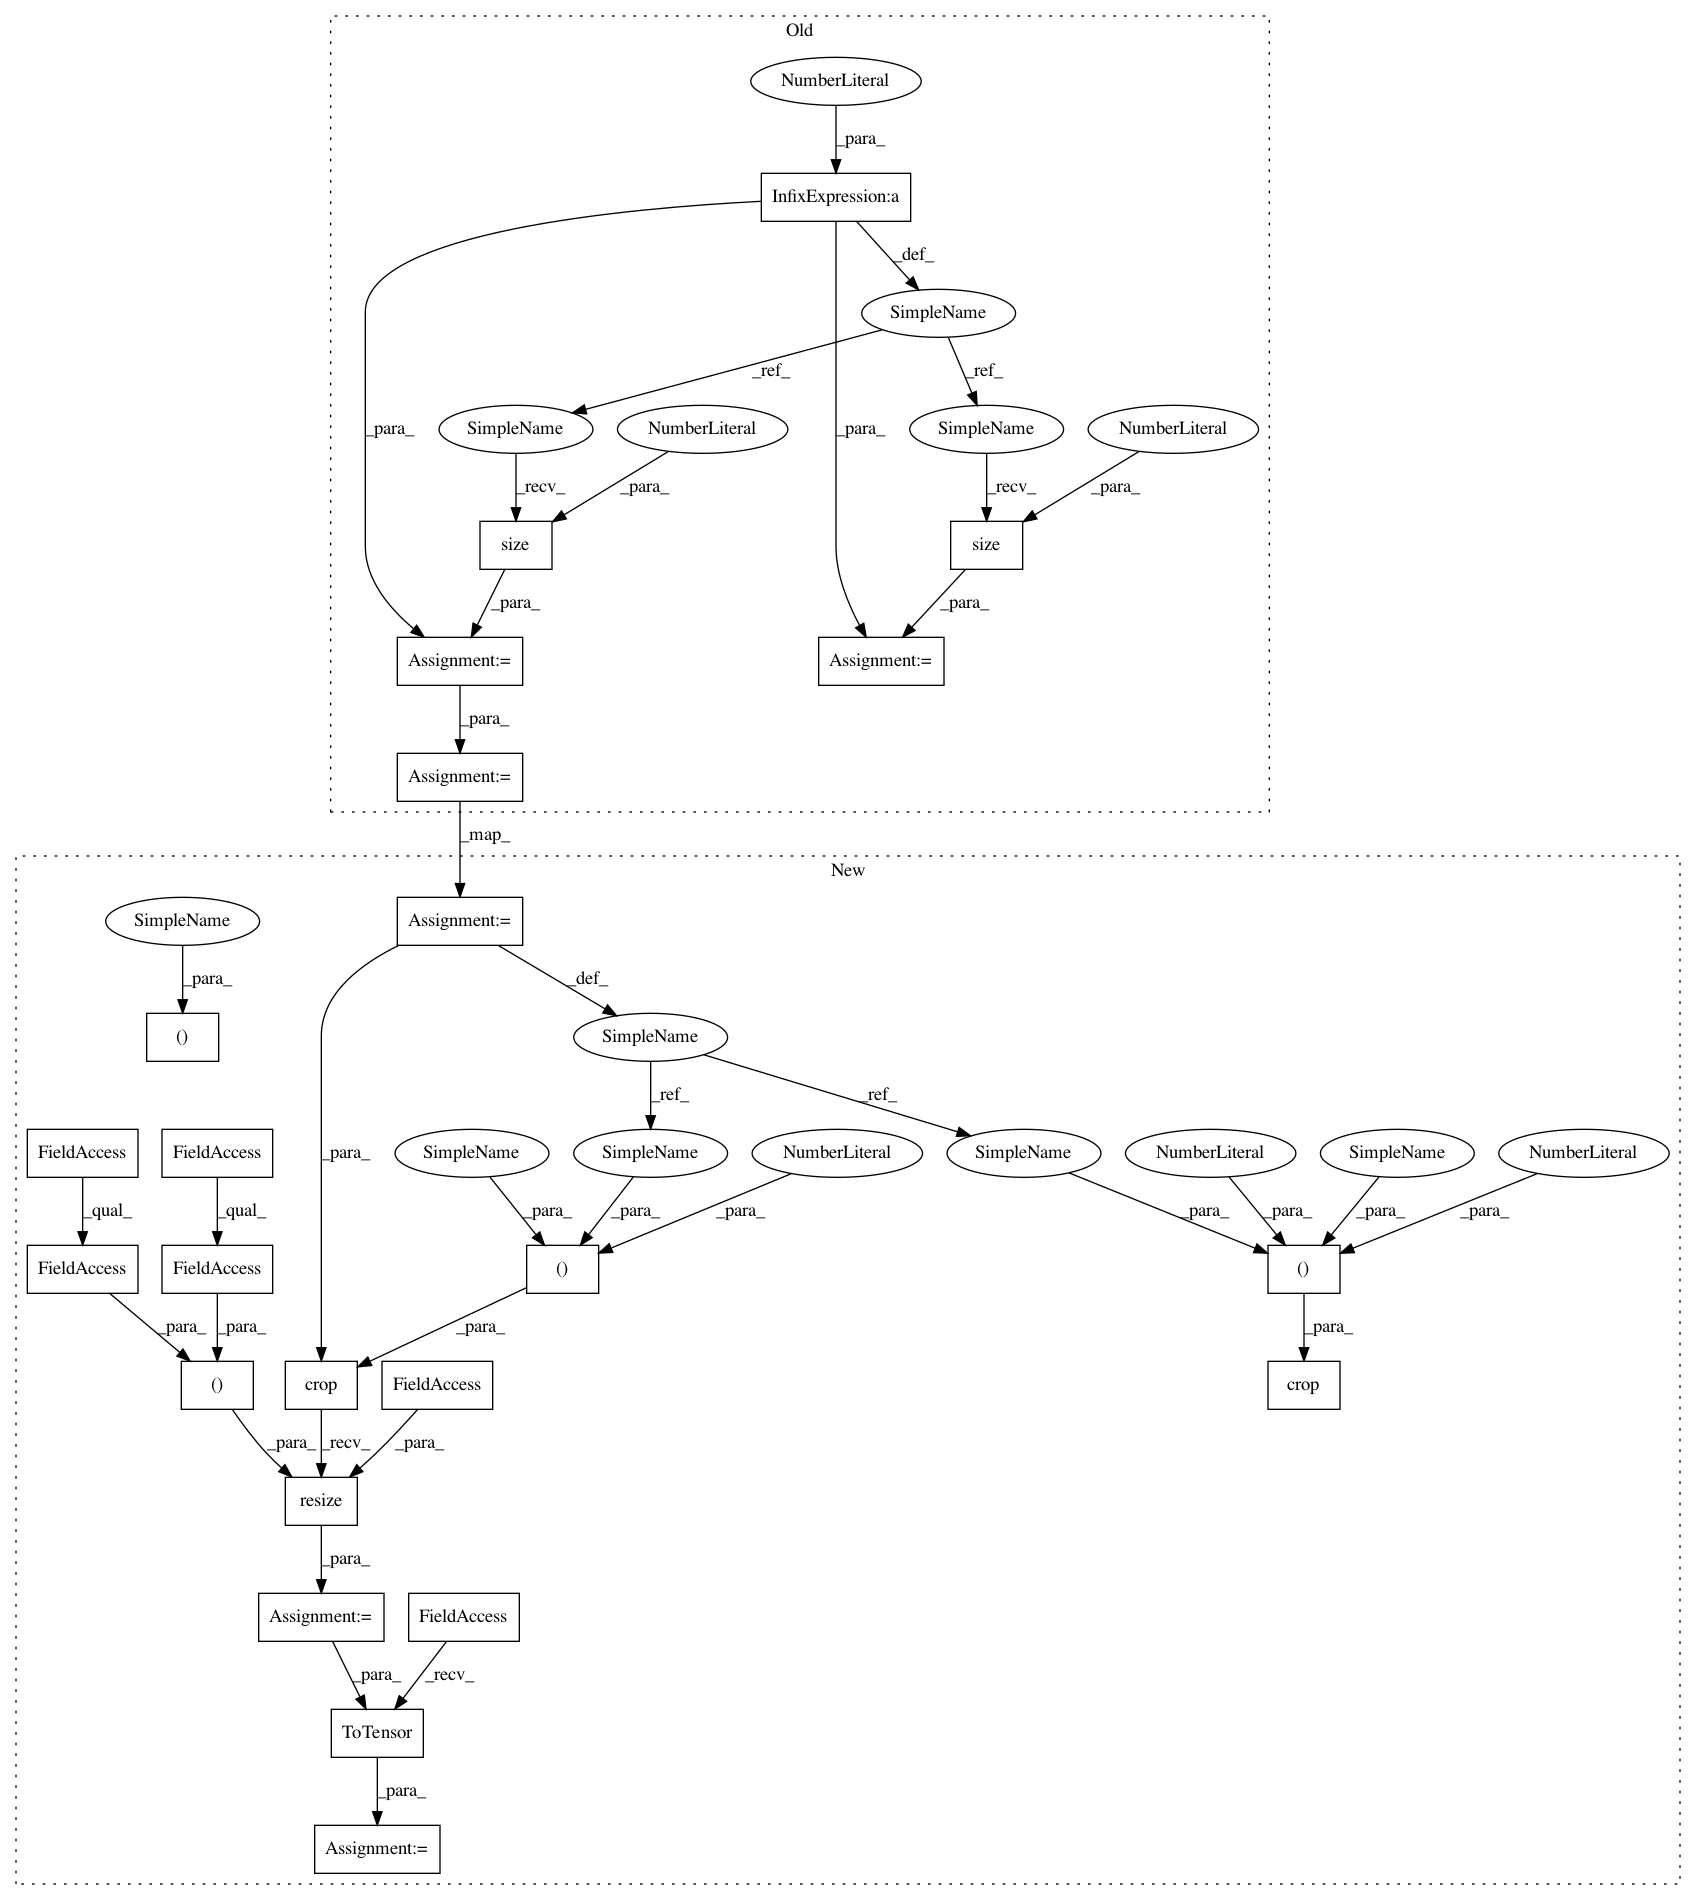 Old
NumberLiteral
_para_
InfixExpression:a
_def_
SimpleName
_ref_
_ref_
_para_
_para_
SimpleName
NumberLiteral
SimpleName
NumberLiteral
_recv_
_para_
_recv_
_para_
size
size
_para_
_para_
Assignment:=
Assignment:=
_para_
Assignment:=
_map_
New
SimpleName
Assignment:=
_para_
_def_
()
SimpleName
_ref_
_ref_
FieldAccess
FieldAccess
_para_
SimpleName
SimpleName
NumberLiteral
SimpleName
NumberLiteral
SimpleName
NumberLiteral
_qual_
_qual_
_para_
_para_
_para_
_para_
_para_
_para_
_para_
FieldAccess
FieldAccess
()
()
_para_
_para_
_para_
_para_
()
crop
FieldAccess
crop
_para_
_recv_
_para_
resize
_para_
Assignment:=
FieldAccess
_para_
_recv_
ToTensor
_para_
Assignment:=